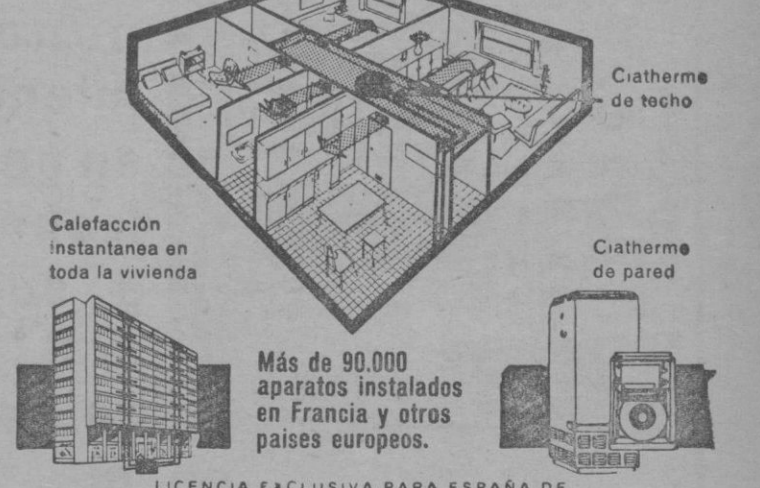 Ciatherme
de techo
Calefacción
instantanea en
toda la vivienda
Ciatherme
de pared
Más de 90.000
aparatos instalados
en Francia y otros
paises europeos.
LICENCIA EXCLUSIVA PARA ESPAÑA DE